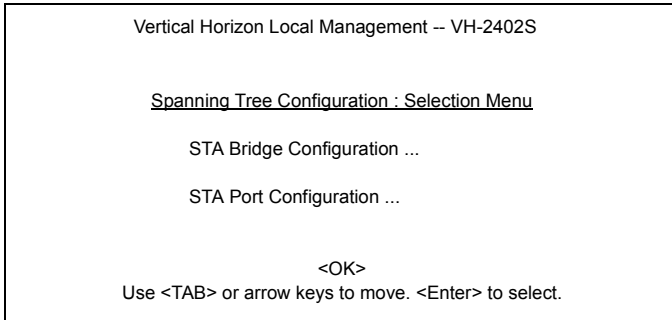 Vertical Horizon Local Management -- VH-2402S
Spanning Tree Configuration : Selection Menu
STA Bridge Configuration ...
STA Port Configuration ...
<OK>
Use <TAB> or arrow keys to move. <Enter> to select.